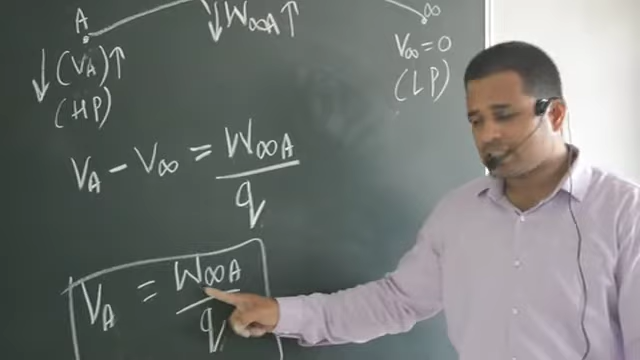 A ∞
↓W∞A↑
↓(VA)↑ V∞=0
(HP) (LP)
VA - V∞ = W∞A
q
VA = W∞A
q